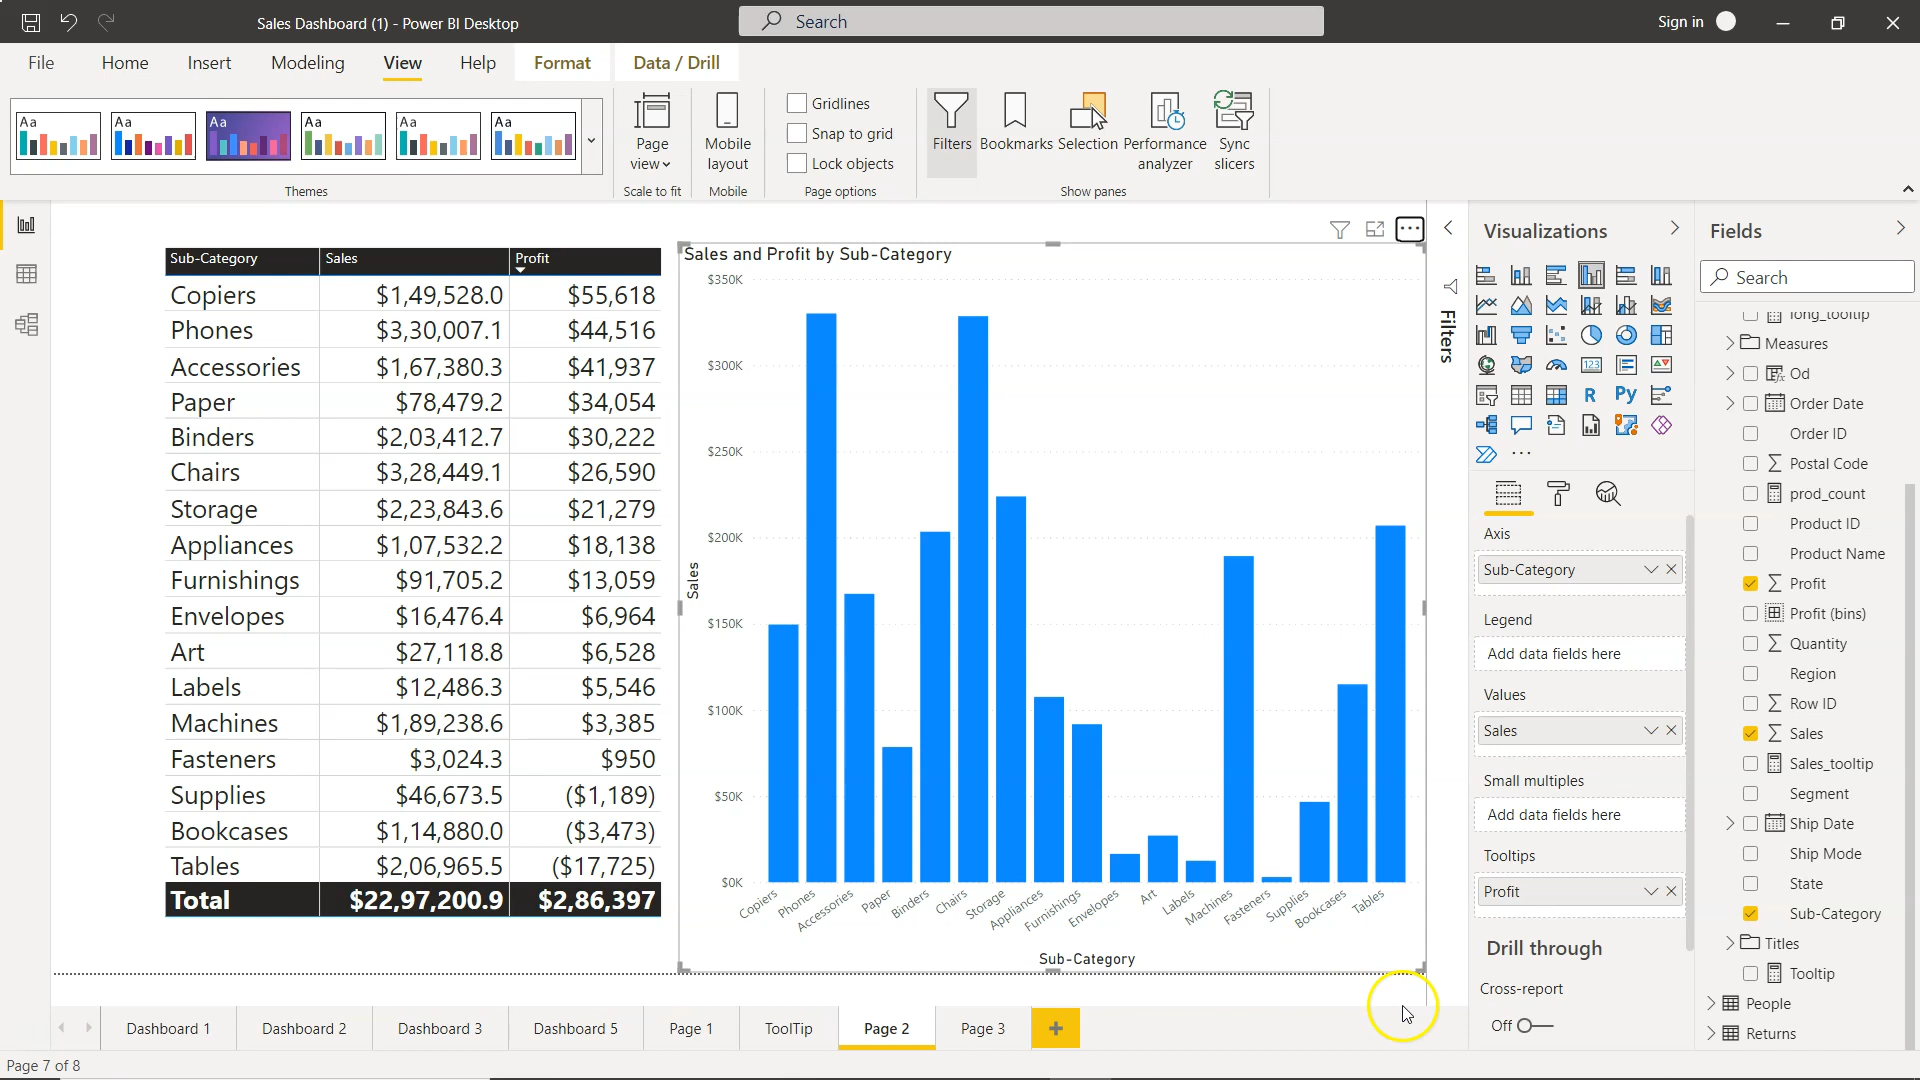 Sales Dashboard (1) - Power BI Desktop
Search
Sign in
File Home Insert Modeling View Help Format Data / Drill
Aa Aa Aa Aa Aa Aa
Themes
Page view
Scale to fit
Mobile layout
Mobile
Gridlines
Snap to grid
Lock objects
Page options
Filters
Bookmarks
Selection
Performance analyzer
Sync slicers
Show panes
Sub-Category Sales Profit
Copiers $1,49,528.0 $55,618
Phones $3,30,007.1 $44,516
Accessories $1,67,380.3 $41,937
Paper $78,479.2 $34,054
Binders $2,03,412.7 $30,222
Chairs $3,28,449.1 $26,590
Storage $2,23,843.6 $21,279
Appliances $1,07,532.2 $18,138
Furnishings $91,705.2 $13,059
Envelopes $16,476.4 $6,964
Art $27,118.8 $6,528
Labels $12,486.3 $5,546
Machines $1,89,238.6 $3,385
Fasteners $3,024.3 $950
Supplies $46,673.5 ($1,189)
Bookcases $1,14,880.0 ($3,473)
Tables $2,06,965.5 ($17,725)
Total $22,97,200.9 $2,86,397
Sales and Profit by Sub-Category
$350K
$300K
$250K
$200K
$150K
$100K
$50K
$0K
Sales
Copiers Phones Accessories Paper Binders Chairs Storage Appliances Furnishings Envelopes Art Labels Machines Fasteners Supplies Bookcases Tables
Sub-Category
Filters
Visualizations
123
R Py
Axis
Sub-Category
Legend
Add data fields here
Values
Sales
Small multiples
Add data fields here
Tooltips
Profit
Drill through
Cross-report
Off
Fields
Search
long_tooltip
Measures
Od
Order Date
Order ID
Postal Code
prod_count
Product ID
Product Name
Profit
Profit (bins)
Quantity
Region
Row ID
Sales
Sales_tooltip
Segment
Ship Date
Ship Mode
State
Sub-Category
Titles
Tooltip
People
Returns
Dashboard 1 Dashboard 2 Dashboard 3 Dashboard 5 Page 1 ToolTip Page 2 Page 3
Page 7 of 8